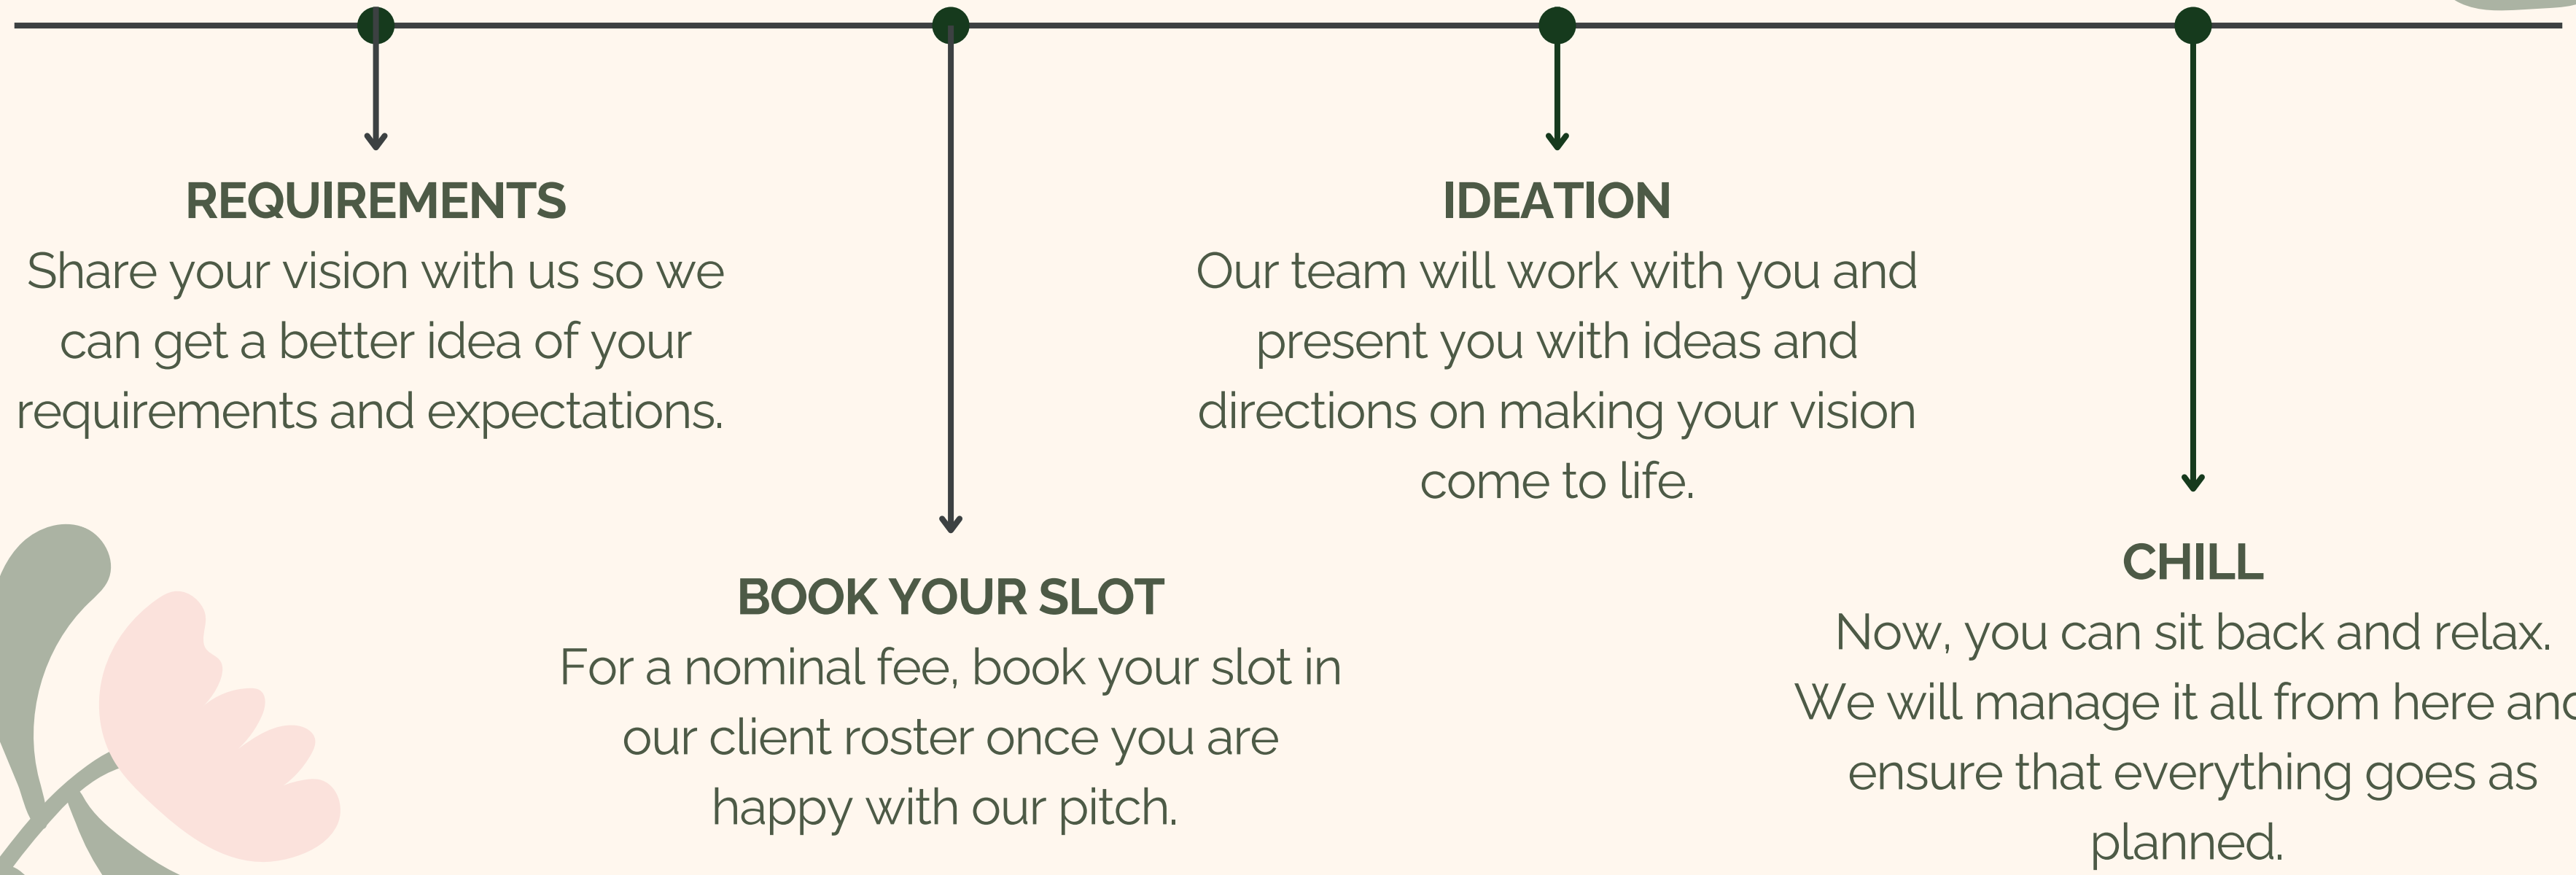 REQUIREMENTS
Share your vision with us so we
can get a better idea of your
requirements and expectations.
BOOK YOUR SLOT
For a nominal fee, book your slot in
our client roster once you are
happy with our pitch.
IDEATION
Our team will work with you and
present you with ideas and
directions on making your vision
come to life.
CHILL
Now, you can sit back and relax.
We will manage it all from here and
ensure that everything goes as
planned.